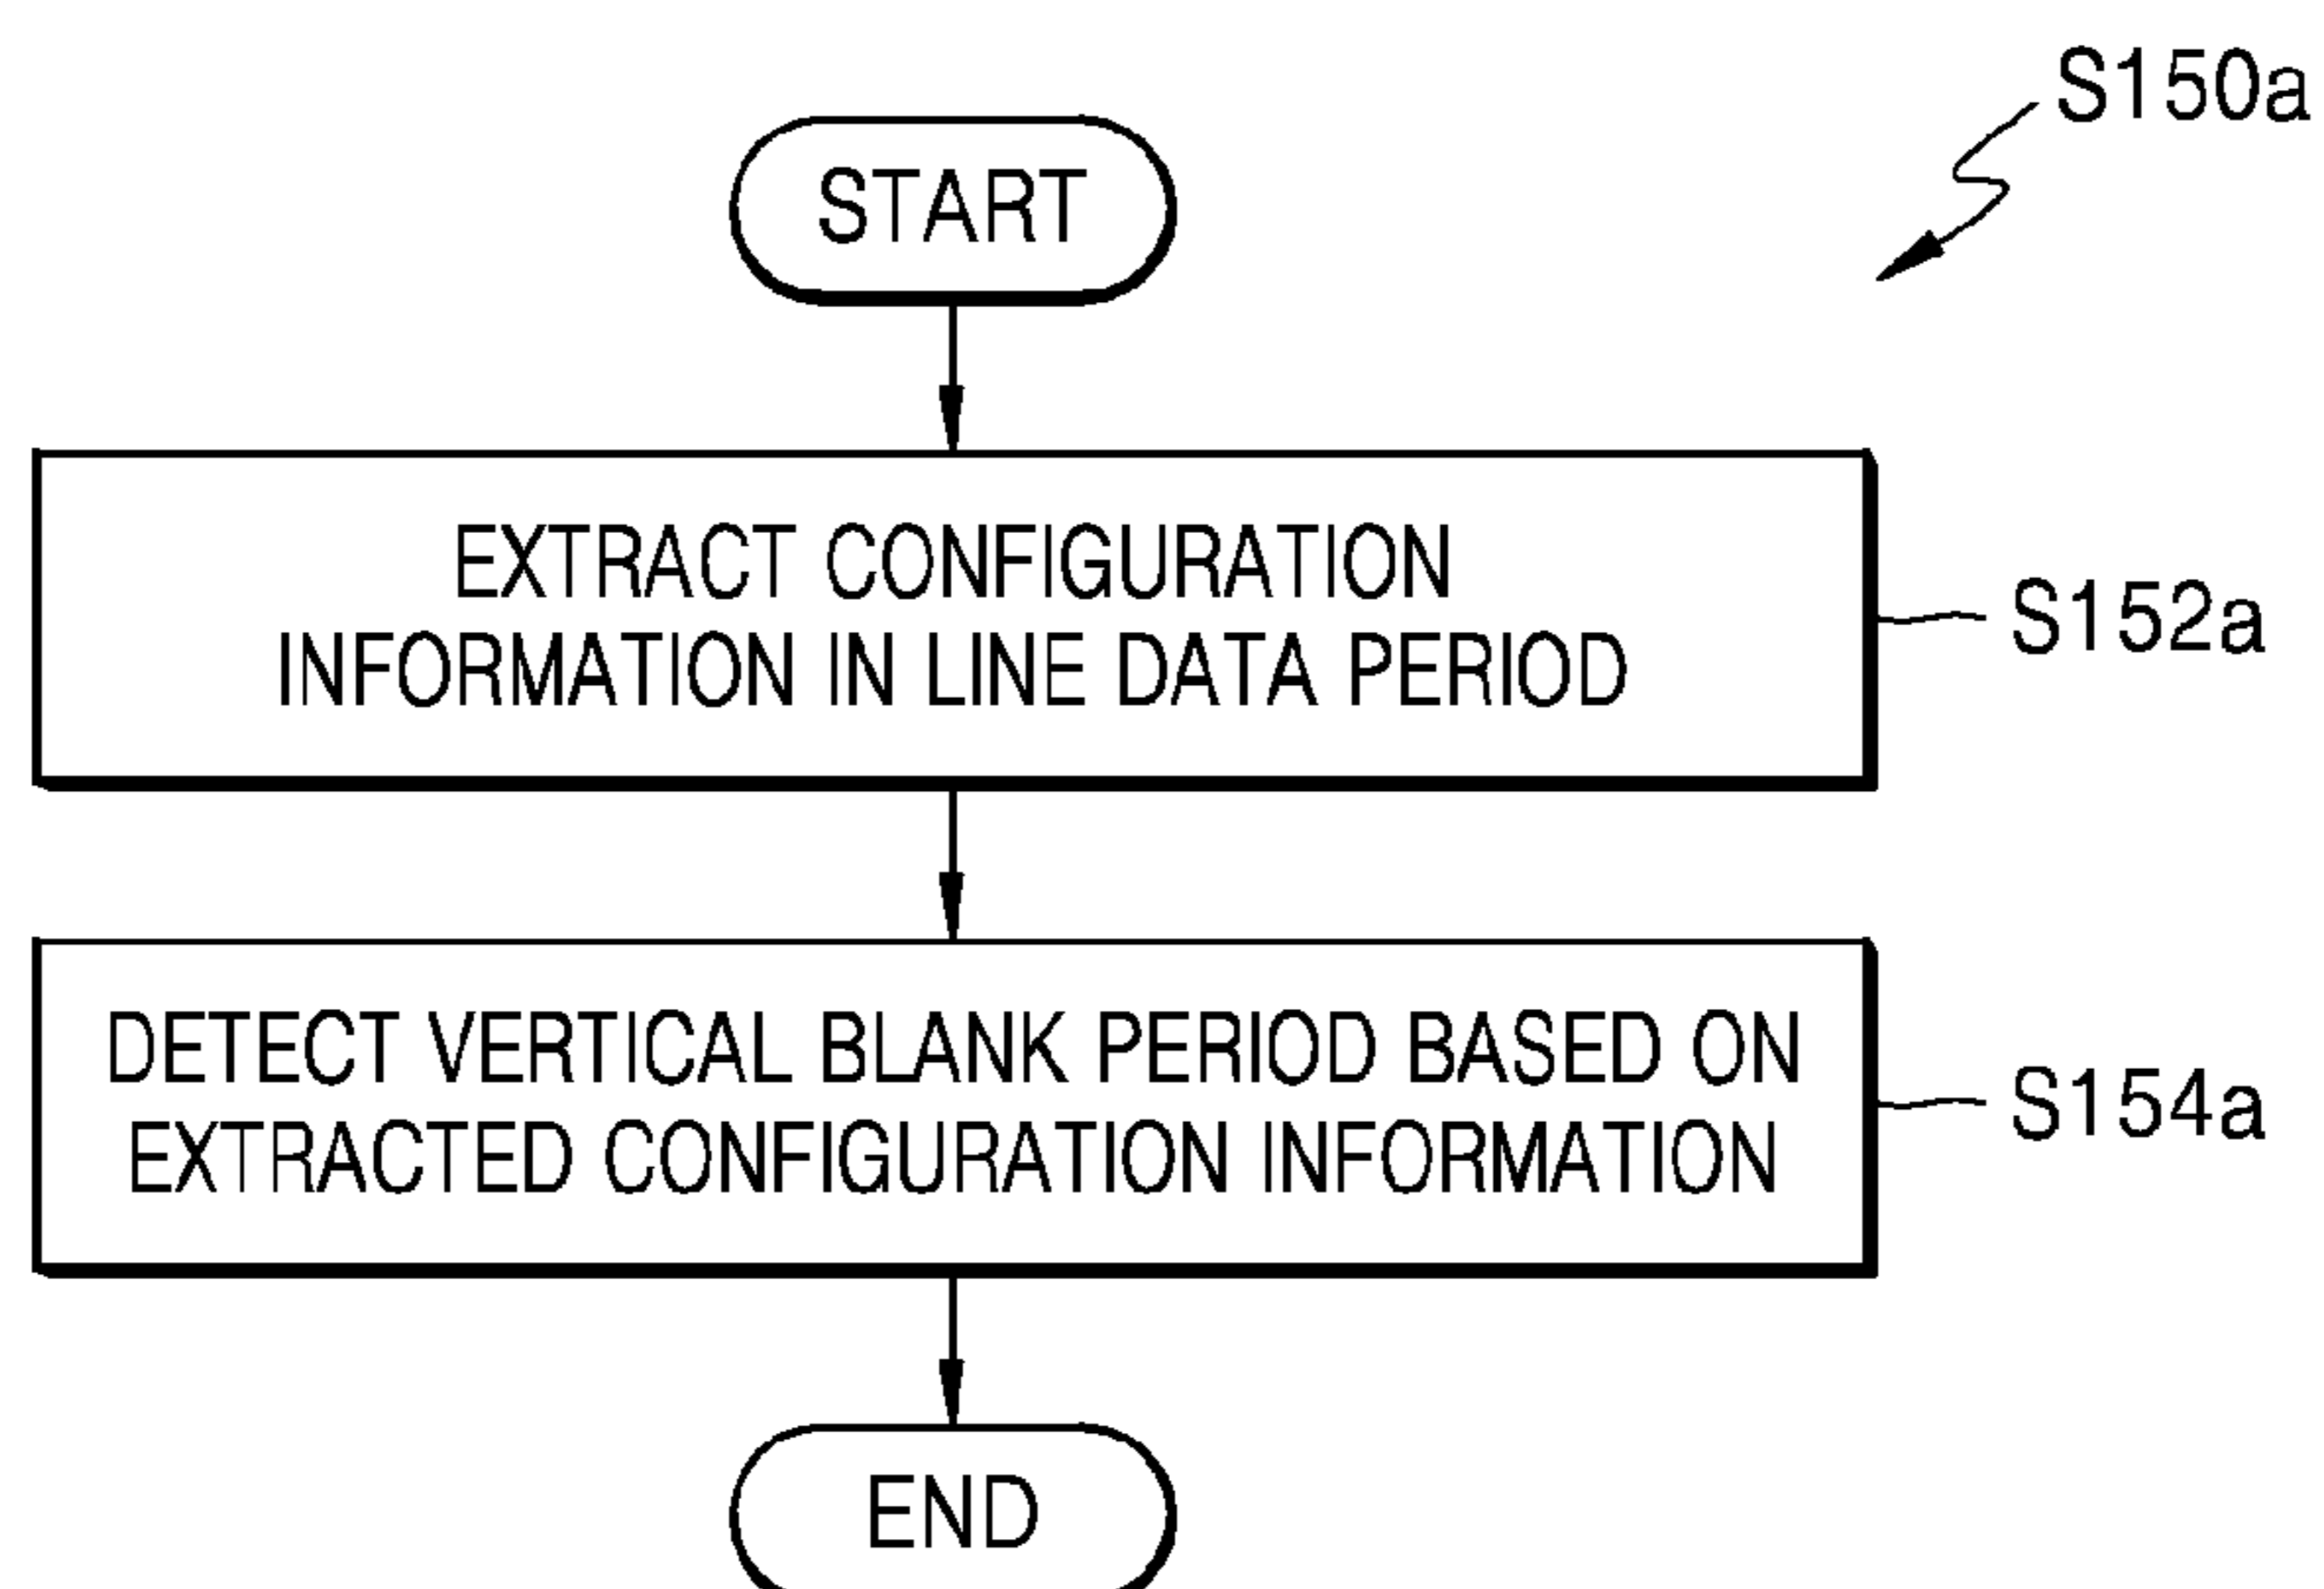 S150a
START
EXTRACT CONFIGURATION
INFORMATION IN LINE DATA PERIOD
S152a
DETECT VERTICAL BLANK PERIOD BASED ON
EXTRACTED CONFIGURATION INFORMATION
S154a
END